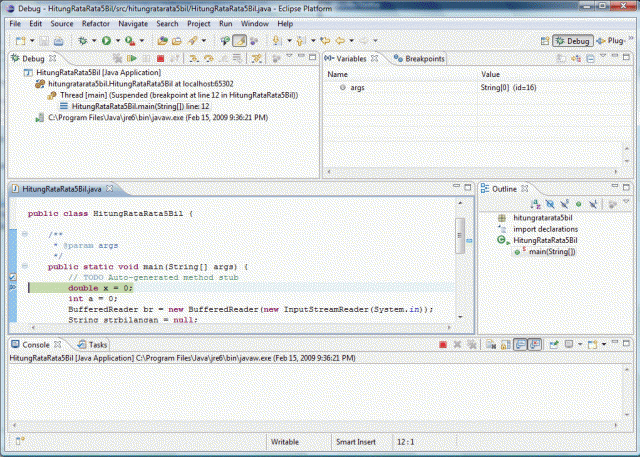 Debug - HitungRataRata5Bil/src/hitungratarata5bil/HitungRataRata5Bil.java - Eclipse Platform
File Edit Source Refactor Navigate Search Project Run Window Help
Debug Plug-
Debug
HitungRataRata5Bil [Java Application]
hitungratarata5bil.HitungRataRata5Bil at localhost:65302
Thread [main] (Suspended (breakpoint at line 12 in HitungRataRata5Bil))
HitungRataRata5Bil.main(String[]) line: 12
C:\Program Files\Java\jre6\bin\javaw.exe (Feb 15, 2009 9:36:21 PM)
Variables Breakpoints
Name Value
args String[0] (id=16)
HitungRataRata5Bil.java
public class HitungRataRata5Bil {
/**
* @param args
*/
public static void main(String[] args) {
// TODO Auto-generated method stub
double x = 0;
int a = 0;
BufferedReader br = new BufferedReader(new InputStreamReader(System.in));
String strbilangan = null;
Outline
hitungratarata5bil
import declarations
HitungRataRata5Bil
main(String[])
Console Tasks
HitungRataRata5Bil [Java Application] C:\Program Files\Java\jre6\bin\javaw.exe (Feb 15, 2009 9:36:21 PM)
Writable Smart Insert 12 : 1